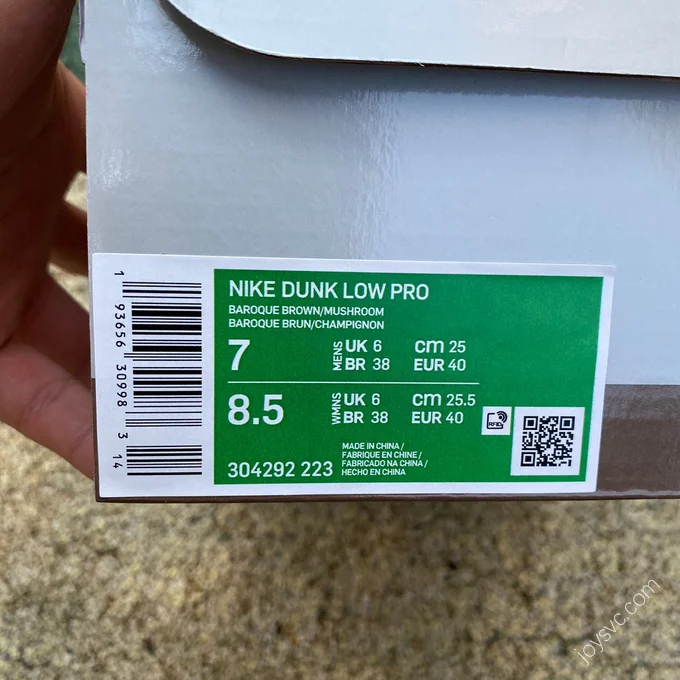 NIKE DUNK LOW PRO
BAROQUE BROWN/MUSHROOM
BAROQUE BRUN/CHAMPIGNON
7 MENS UK 6 cm 25
BR 38 EUR 40
8.5 WMNS UK 6 cm 25.5
BR 38 EUR 40
304292 223
MADE IN CHINA /
FABRIQUE EN CHINE /
FABRICADO NA CHINA /
HECHO EN CHINA
RFID
1 93656 30998 3 14
joysvc.com